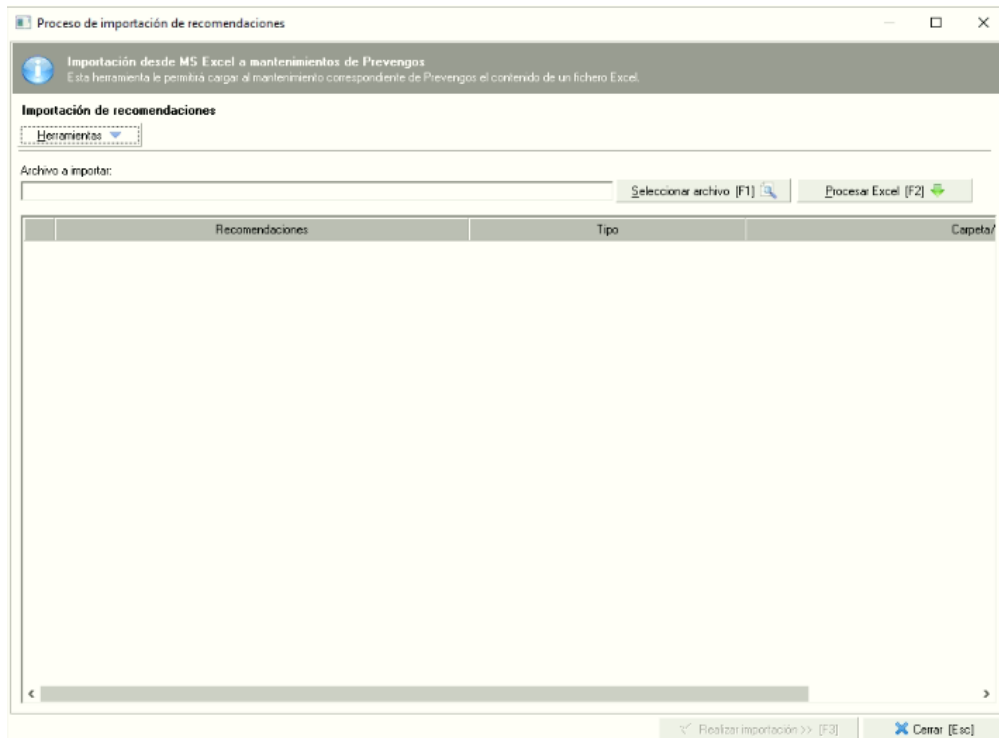 Proceso de importación de recomendaciones
Importación desde MS Excel a mantenimientos de Prevengos
Esta herramienta le permitirá cargar al mantenimiento correspondiente de Prevengos el contenido de un fichero Excel.
Importación de recomendaciones
Herramientas
Archivo a importar:
Seleccionar archivo [F1] Procesar Excel [F2]
Recomendaciones Tipo Carpeta/
Realizar importación >> [F3] Cerrar [Esc]